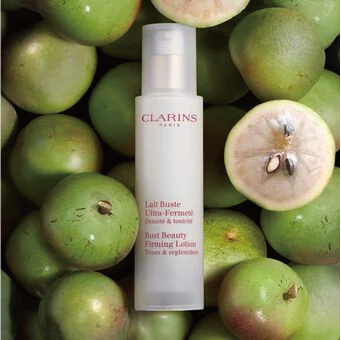 CLARINS
PARIS
Lait Buste
Ultra-Fermeté
Densité & tonicité
Bust Beauty
Firming Lotion
Tones & replenishes